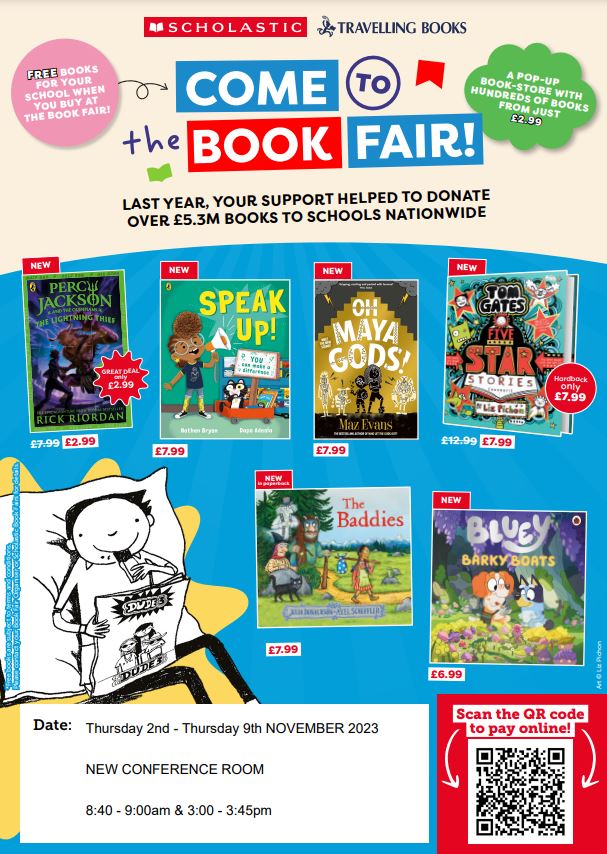 SCHOLASTIC TRAVELLING BOOKS
FREE BOOKS
FOR YOUR
SCHOOL WHEN
YOU BUY AT
THE BOOK FAIR!
COME TO
the BOOK FAIR!
A POP-UP
BOOK-STORE WITH
HUNDREDS OF BOOKS
FROM JUST
£2.99
LAST YEAR, YOUR SUPPORT HELPED TO DONATE
OVER £5.3M BOOKS TO SCHOOLS NATIONWIDE
NEW
PERCY
JACKSON
AND THE OLYMPIANS
THE LIGHTNING THIEF
RICK RIORDAN
GREAT DEAL
only
£2.99
£7.99 £2.99
NEW
SPEAK
UP!
YOU
can make a
difference
Nathan Bryon Dapo Adeola
£7.99
NEW
OH
MAYA
GODS!
Maz Evans
£7.99
NEW
TOM
GATES
FIVE
STAR
STORIES
Liz Pichon
Hardback
only
£7.99
£12.99 £7.99
NEW
in paperback
The
Baddies
JULIA DONALDSON AXEL SCHEFFLER
£7.99
NEW
BLUEY
BARKY BOATS
£6.99
DUDES
DUDES
Art © Liz Pichon
Date: Thursday 2nd - Thursday 9th NOVEMBER 2023
NEW CONFERENCE ROOM
8:40 - 9:00am & 3:00 - 3:45pm
Scan the QR code
to pay online!